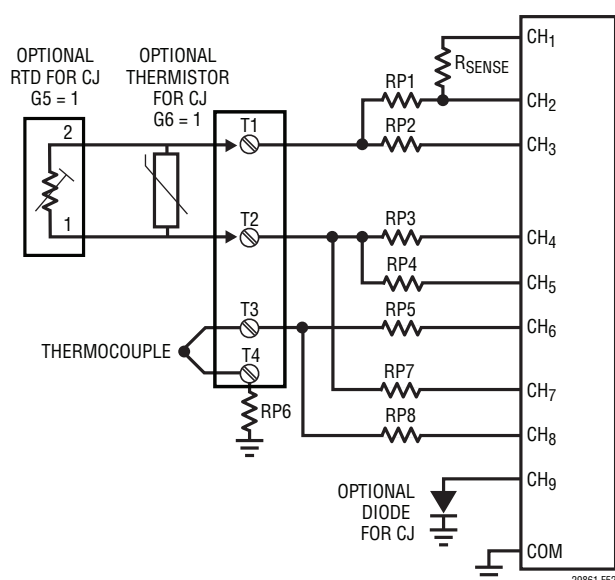 OPTIONAL
RTD FOR CJ
G5 = 1
2
1
OPTIONAL
THERMISTOR
FOR CJ
G6 = 1
T1
T2
T3
T4
THERMOCOUPLE
RP6
RSENSE
RP1
RP2
RP3
RP4
RP5
RP7
RP8
OPTIONAL
DIODE
FOR CJ
CH1
CH2
CH3
CH4
CH5
CH6
CH7
CH8
CH9
COM